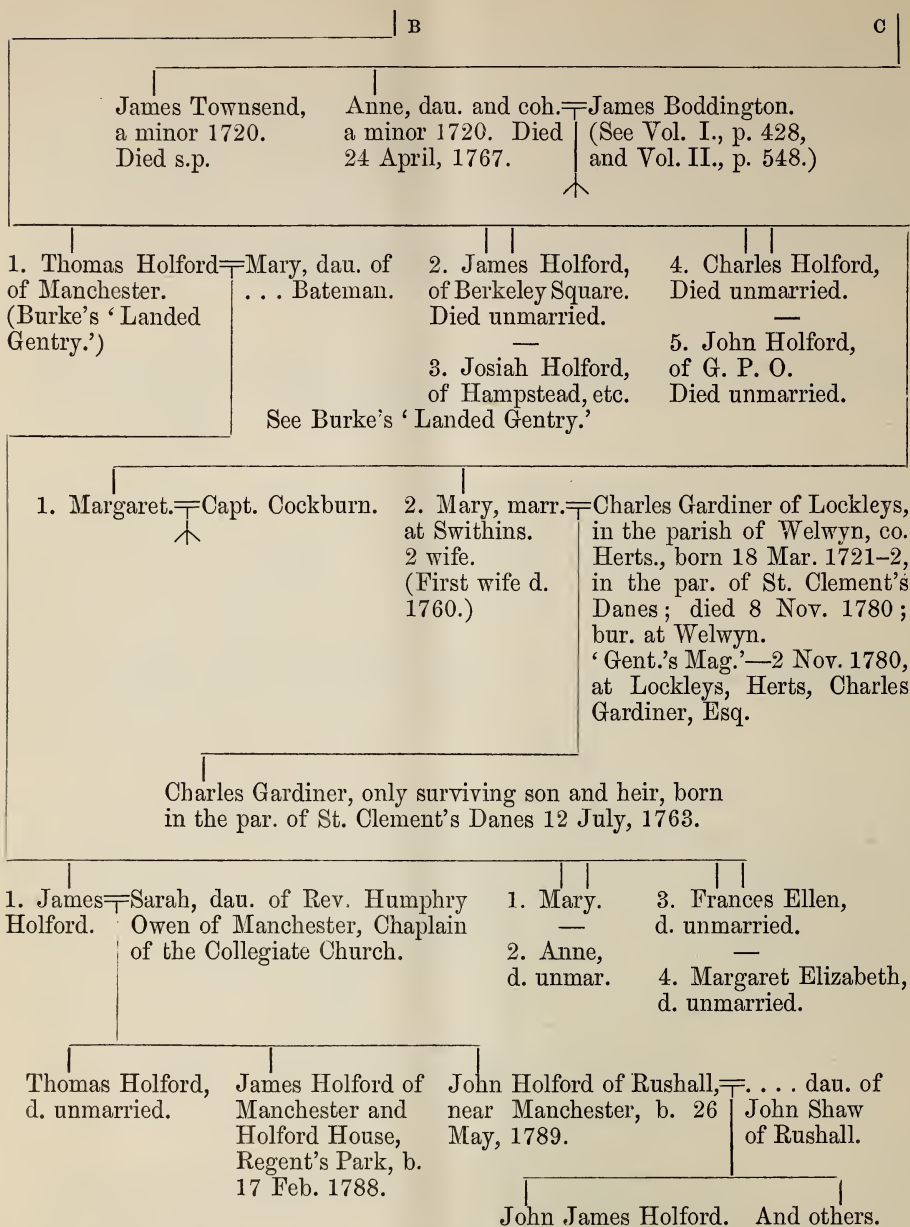 B
C
James Townsend,
a minor 1720.
Died s.p.
Anne, dau. and coh.
a minor 1720. Died
24 April, 1767.
James Boddington.
(See Vol. I., p. 428,
and Vol. II., p. 548.)
1. Thomas Holford
of Manchester.
(Burke's ‘Landed
Gentry.’)
Mary, dau. of
. . . Bateman.
2. James Holford,
of Berkeley Square.
Died unmarried.
—
3. Josiah Holford,
of Hampstead, etc.
See Burke's ‘Landed Gentry.’
4. Charles Holford,
Died unmarried.
—
5. John Holford,
of G. P. O.
Died unmarried.
1. Margaret.
Capt. Cockburn.
2. Mary, marr.
at Swithins.
2 wife.
(First wife d.
1760.)
Charles Gardiner of Lockleys,
in the parish of Welwyn, co.
Herts., born 18 Mar. 1721–2,
in the par. of St. Clement's
Danes; died 8 Nov. 1780;
bur. at Welwyn.
‘Gent.'s Mag.’—2 Nov. 1780,
at Lockleys, Herts, Charles
Gardiner, Esq.
Charles Gardiner, only surviving son and heir, born
in the par. of St. Clement's Danes 12 July, 1763.
1. James
Holford.
Sarah, dau. of Rev. Humphry
Owen of Manchester, Chaplain
of the Collegiate Church.
1. Mary.
—
2. Anne,
d. unmar.
3. Frances Ellen,
d. unmarried.
—
4. Margaret Elizabeth,
d. unmarried.
Thomas Holford,
d. unmarried.
James Holford of
Manchester and
Holford House,
Regent's Park, b.
17 Feb. 1788.
John Holford of Rushall,
near Manchester, b. 26
May, 1789.
. . . . dau. of
John Shaw
of Rushall.
John James Holford.
And others.